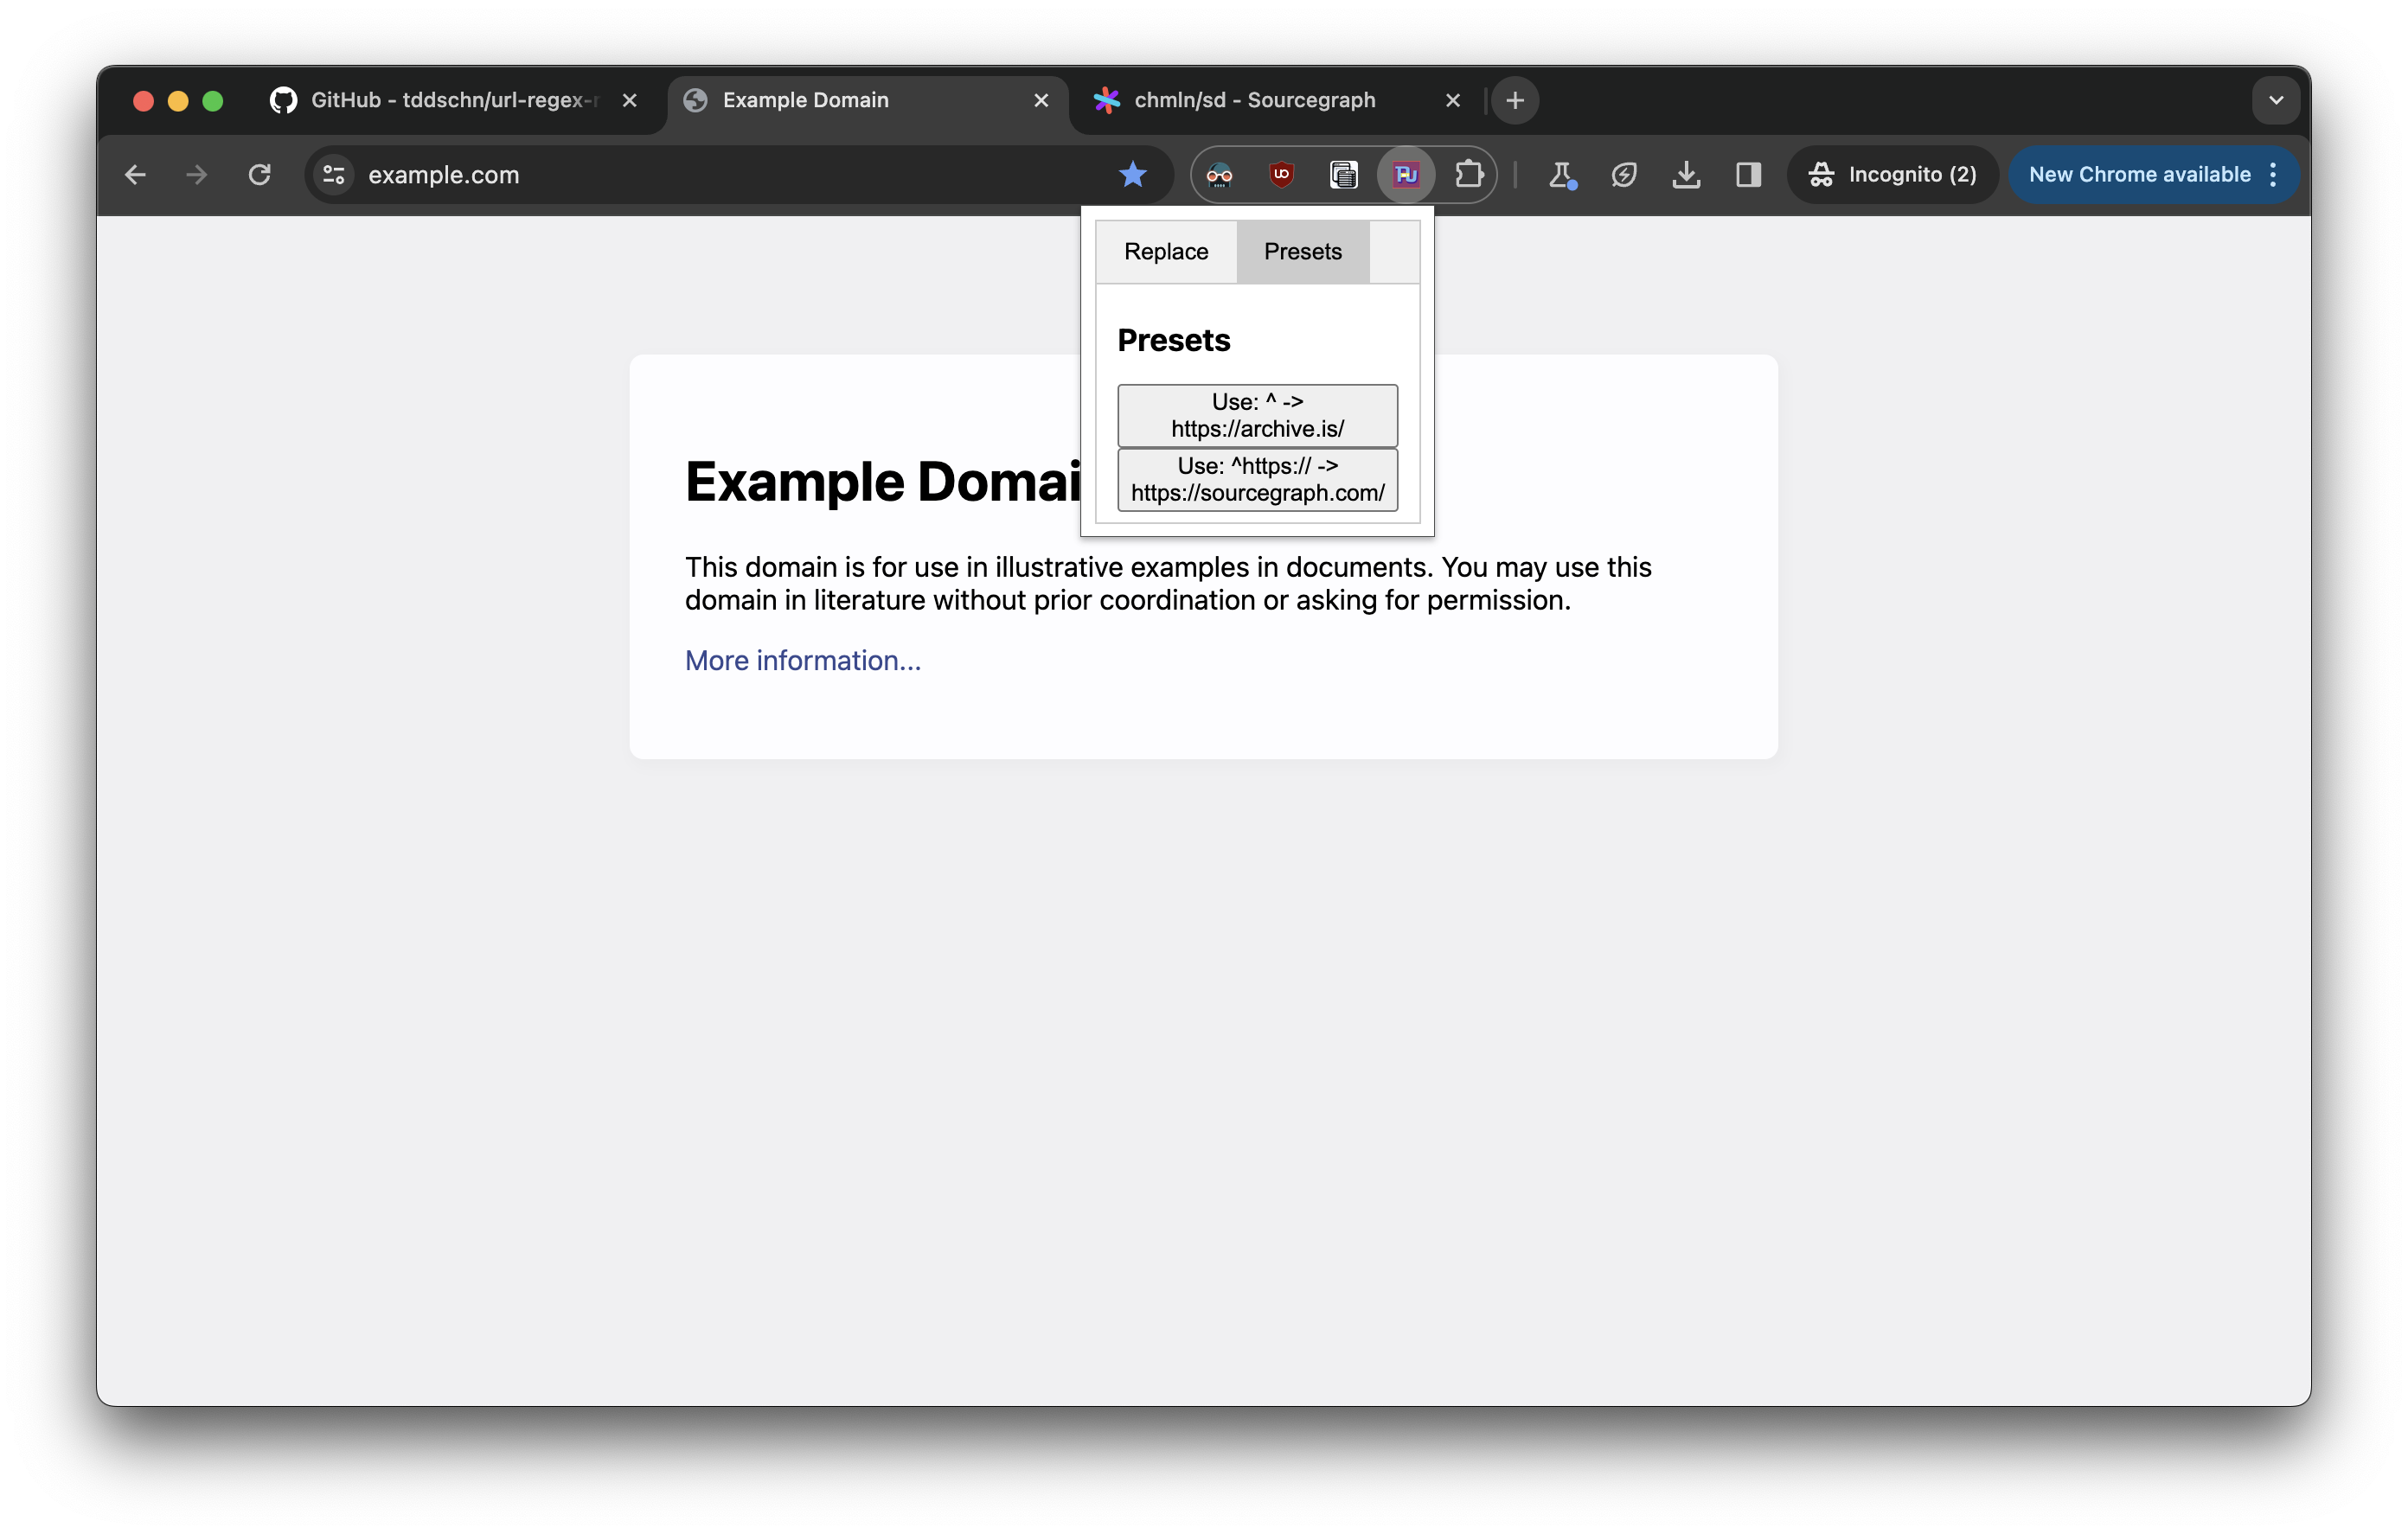 GitHub - tddschn/url-regex-r
Example Domain
chmln/sd - Sourcegraph
example.com
Incognito (2)
New Chrome available
Replace
Presets
Presets
Use: ^ ->
https://archive.is/
Use: ^https:// ->
https://sourcegraph.com/
Example Domai
This domain is for use in illustrative examples in documents. You may use this
domain in literature without prior coordination or asking for permission.
More information...